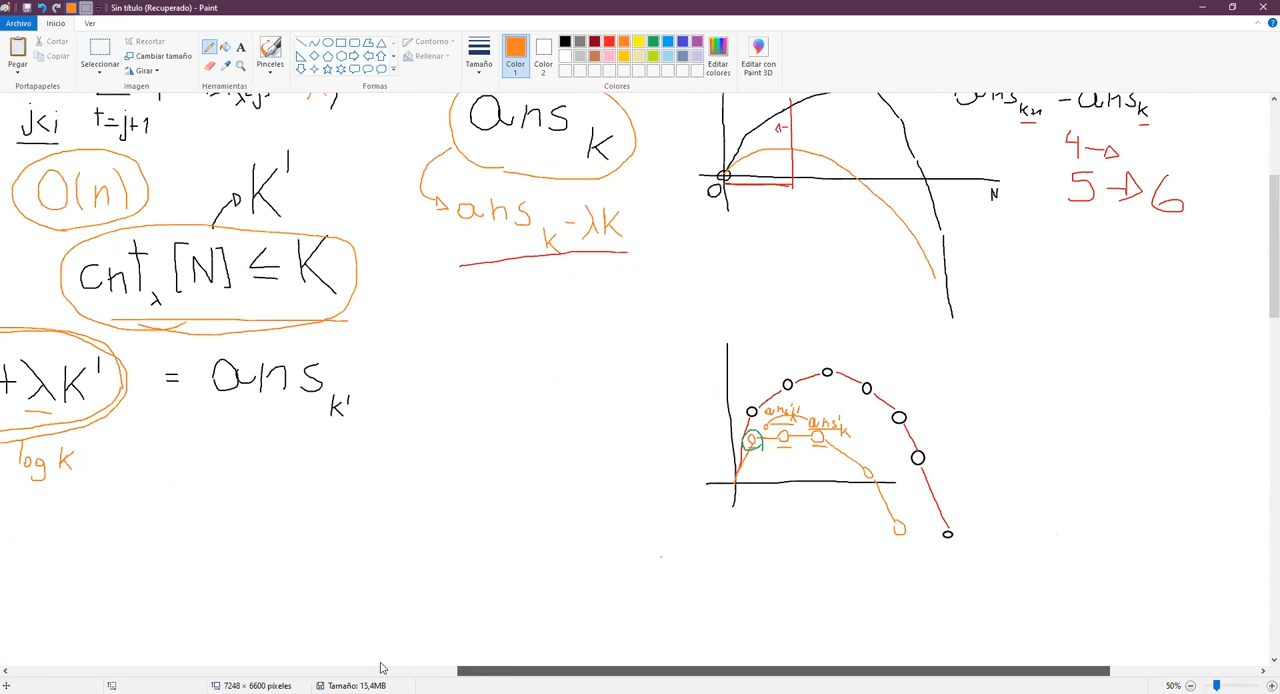 Sin título (Recuperado) - Paint
Archivo
Inicio
Ver
Pegar
Cortar
Copiar
Portapapeles
Seleccionar
Recortar
Cambiar tamaño
Girar
Imagen
A
Herramientas
Pinceles
Contorno
Rellenar
Formas
Tamaño
Color
1
Color
2
Editar
colores
Colores
Editar con
Paint 3D
j<i
t=j+1
O(n)
K'
cnt†λ [N] ≤ K
+ λK' = ans K'
log K
ans K
ans K - λK
O
N
ans K+1 - ans K
4 →
5 → 6
ans'K'
ans'K
7248 × 6600 píxeles
Tamaño: 15,4MB
50%